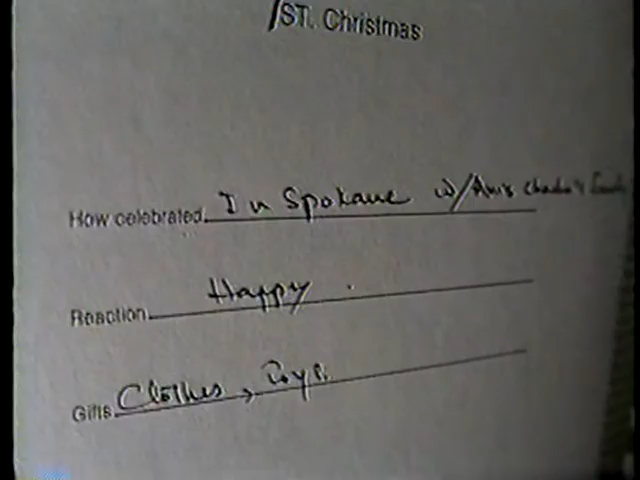 1ST. Christmas
How celebrated In Spokane w/
Reaction Happy.
Gifts Clothes, Toys.